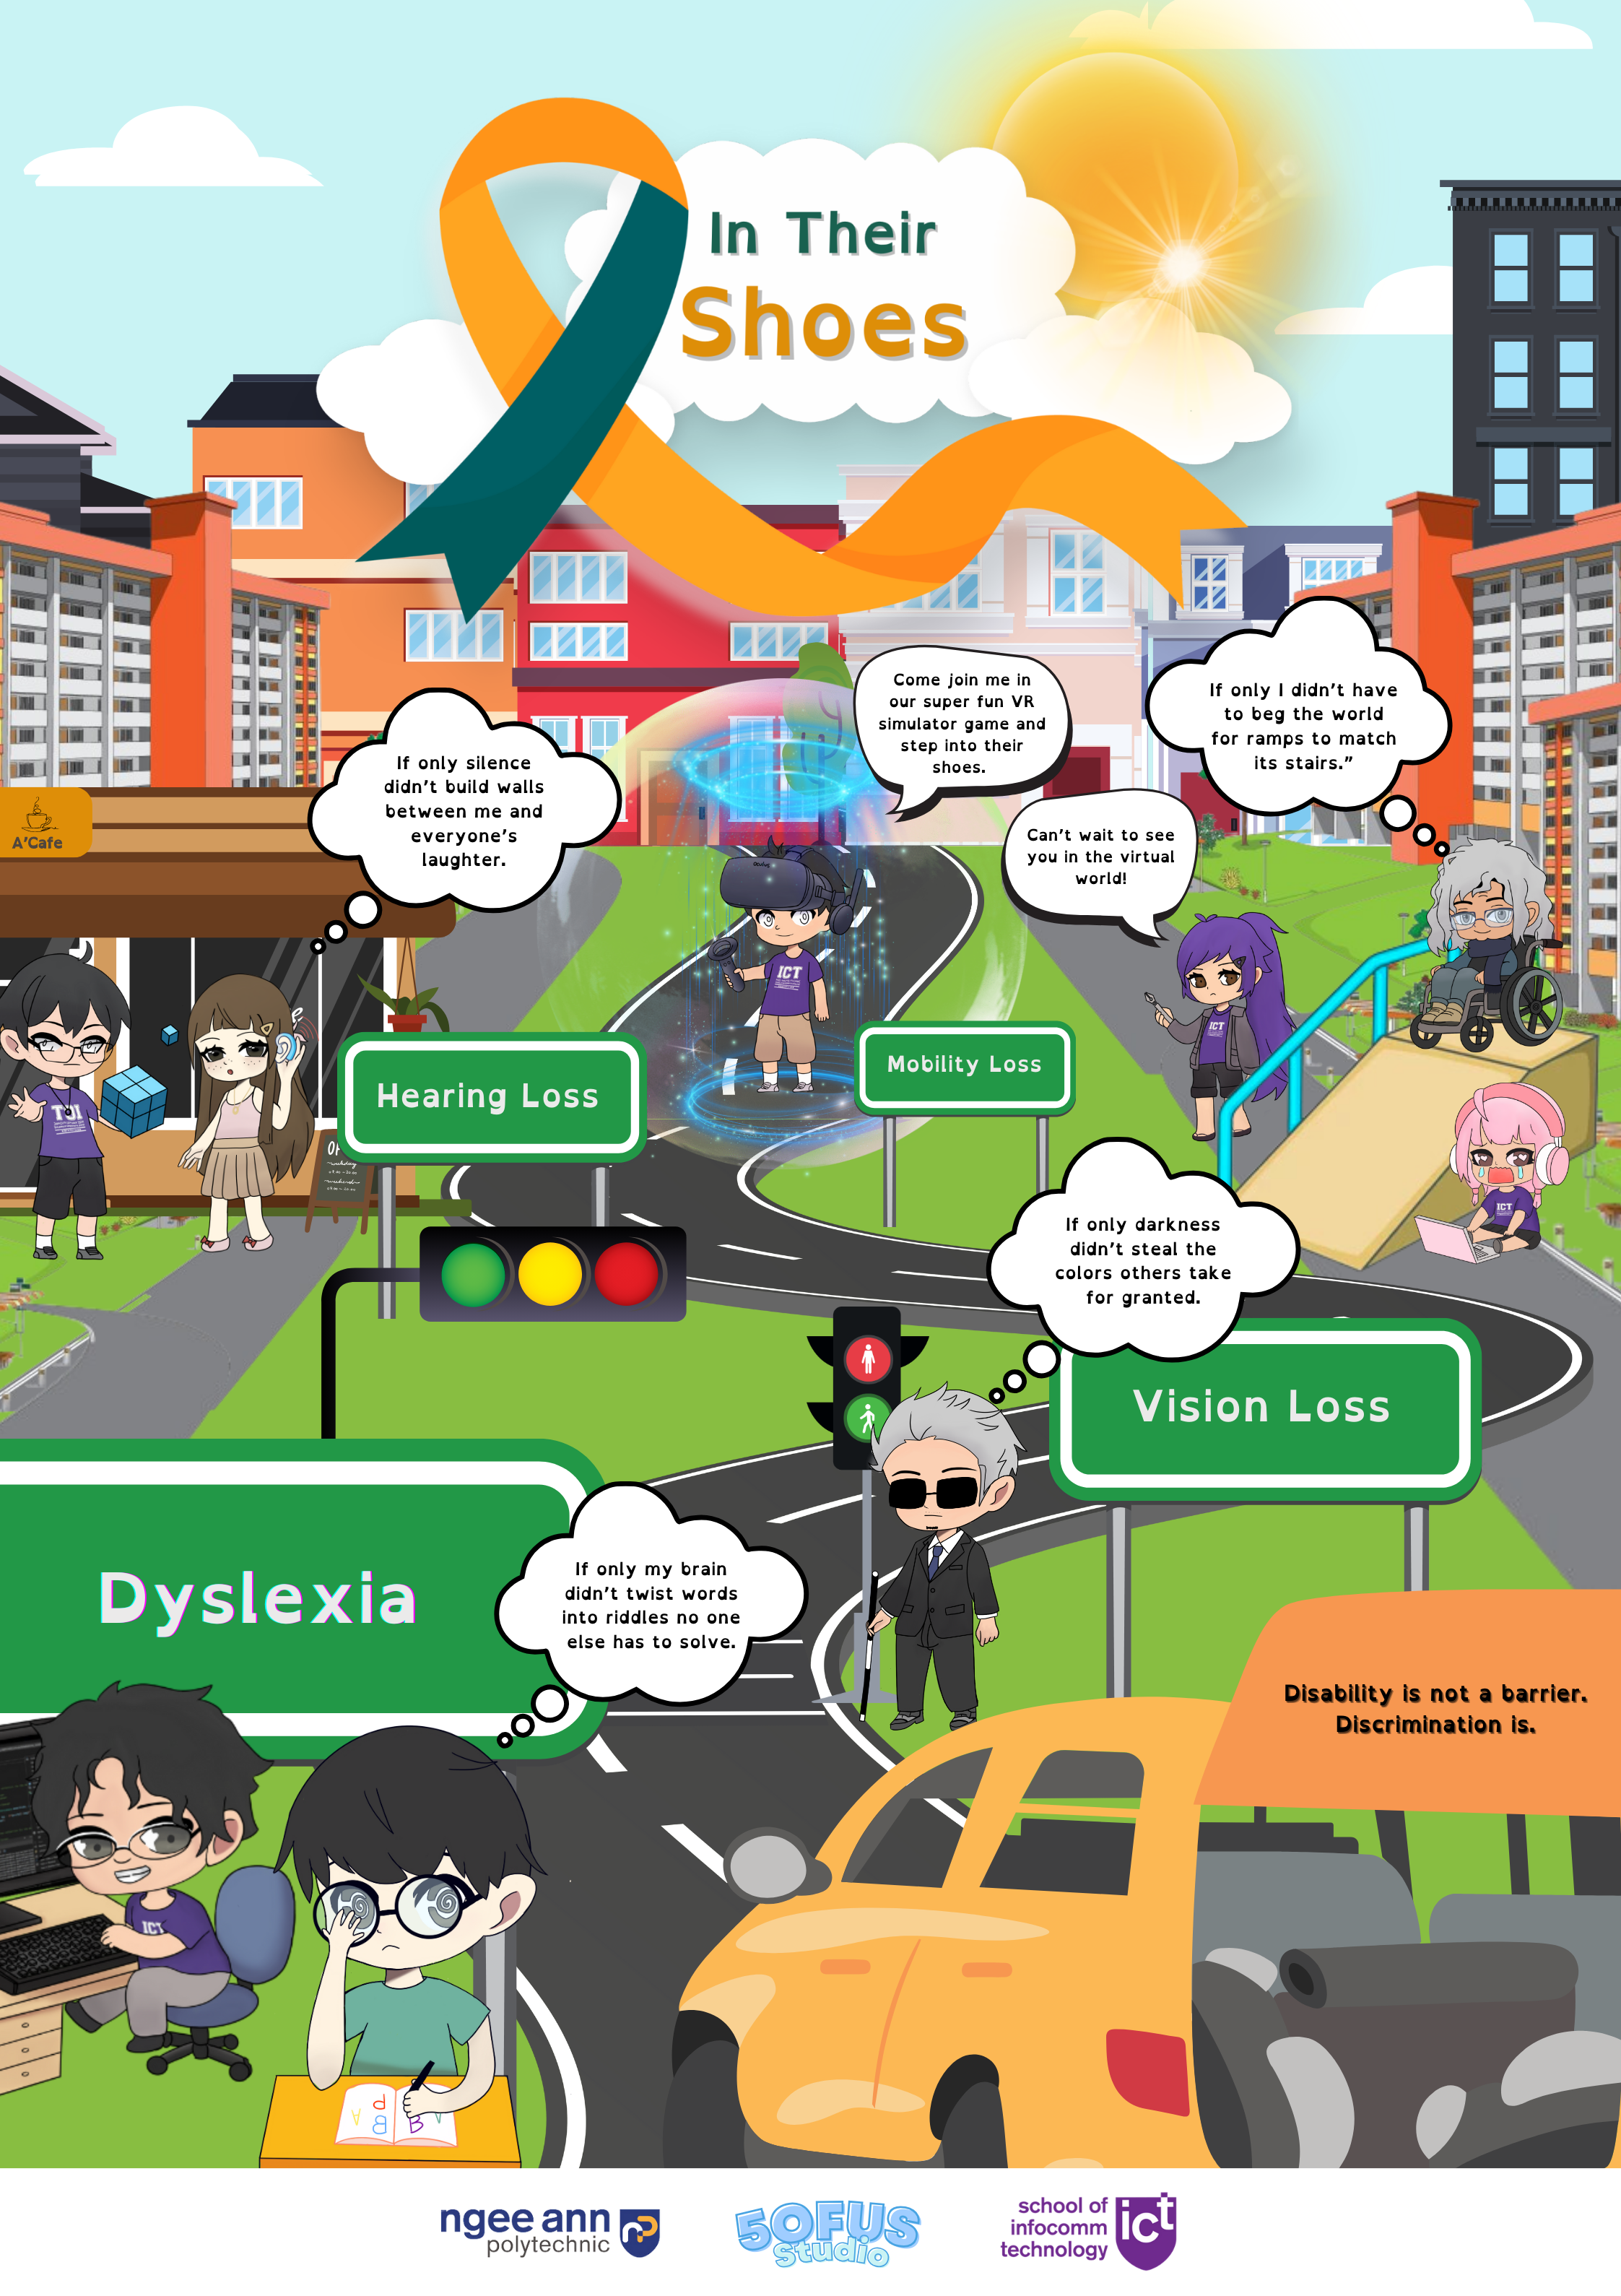 In Their
Shoes
Come join me in
our super fun VR
simulator game and
step into their
shoes.
If only I didn't have
to beg the world
for ramps to match
its stairs.”
If only silence
didn't build walls
between me and
everyone's
laughter.
A'Cafe
Can't wait to see
you in the virtual
world!
ICT
ICT
Hearing Loss
Mobility Loss
ICT
If only darkness
didn't steal the
colors others take
for granted.
Vision Loss
Dyslexia
If only my brain
didn't twist words
into riddles no one
else has to solve.
Disability is not a barrier.
Discrimination is.
ICT
ngee ann
polytechnic
np
5OFUS
Studio
school of
infocomm
technology
ict